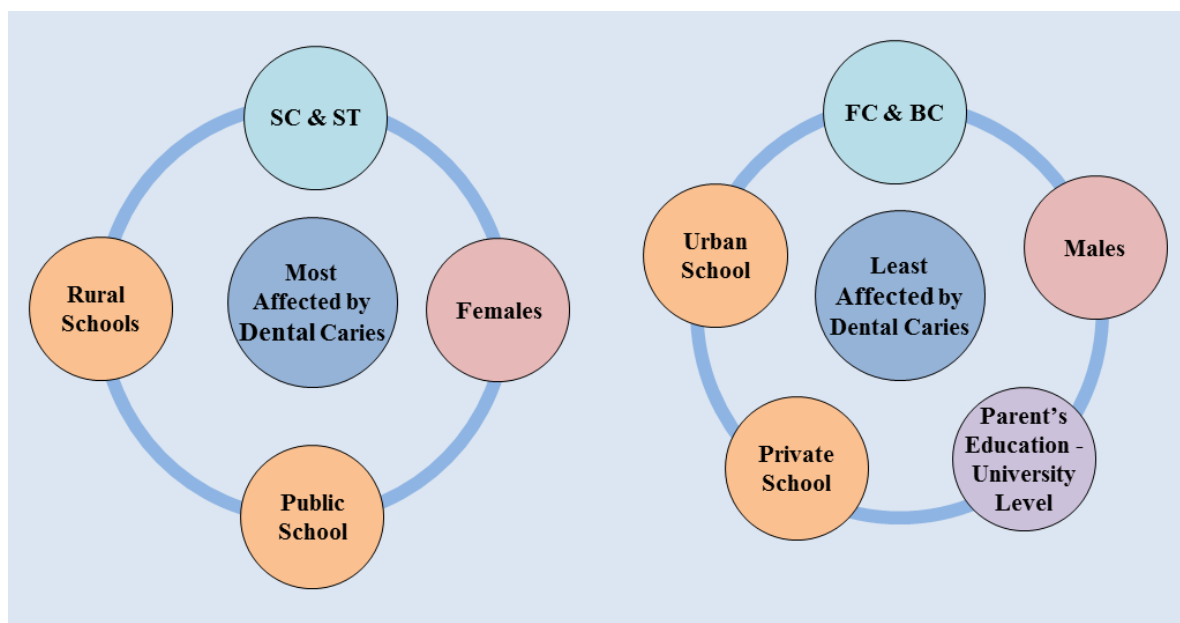 SC & ST
Most
Affected by
Dental Caries
Rural
Schools
Females
Public
School
FC & BC
Urban
School
Least
Affected by
Dental Caries
Males
Private
School
Parent’s
Education -
University
Level